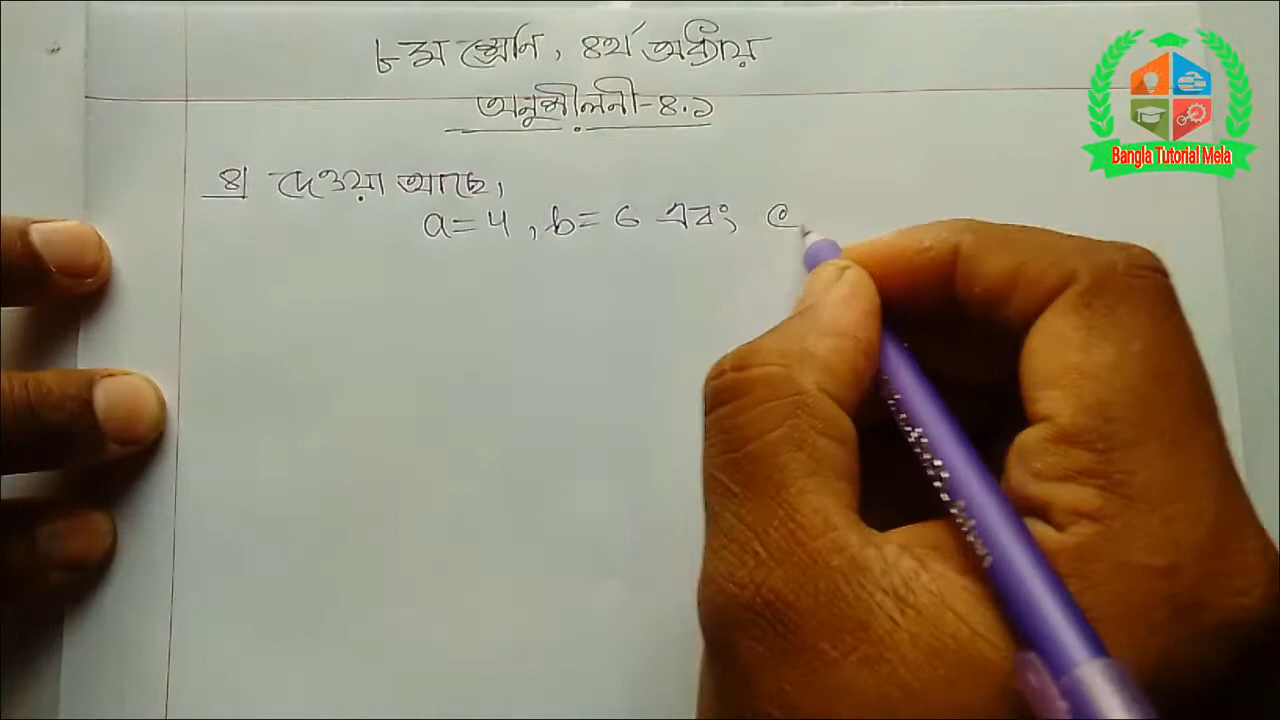 ৮ম শ্রেনি, ৪র্থ অধ্যায়
অনুশীলনী-৪.১
৪। দেওয়া আছে,
a=4, b=6 এবং c
Bangla Tutorial Mela